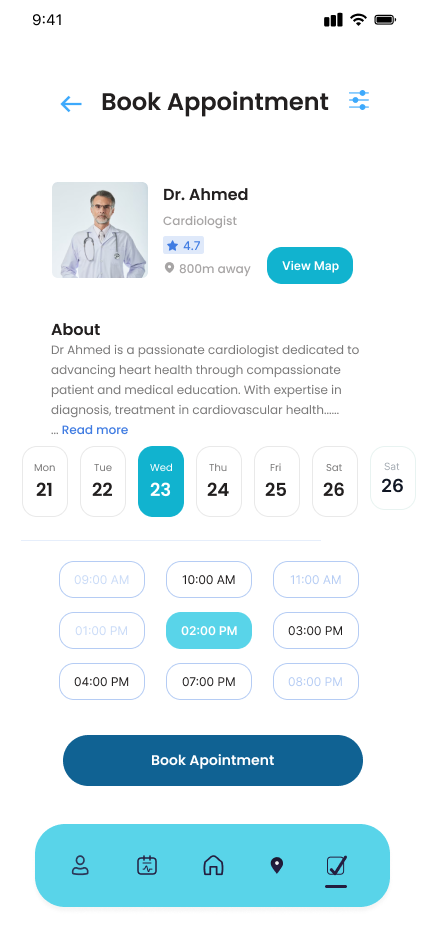 9:41
Book Appointment
Dr. Ahmed
Cardiologist
4.7
800m away
View Map
About
Dr Ahmed is a passionate cardiologist dedicated to
advancing heart health through compassionate
patient and medical education. With expertise in
diagnosis, treatment in cardiovascular health......
... Read more
Mon Tue Wed Thu Fri Sat Sat
21 22 23 24 25 26 26
09:00 AM 10:00 AM 11:00 AM
01:00 PM 02:00 PM 03:00 PM
04:00 PM 07:00 PM 08:00 PM
Book Apointment